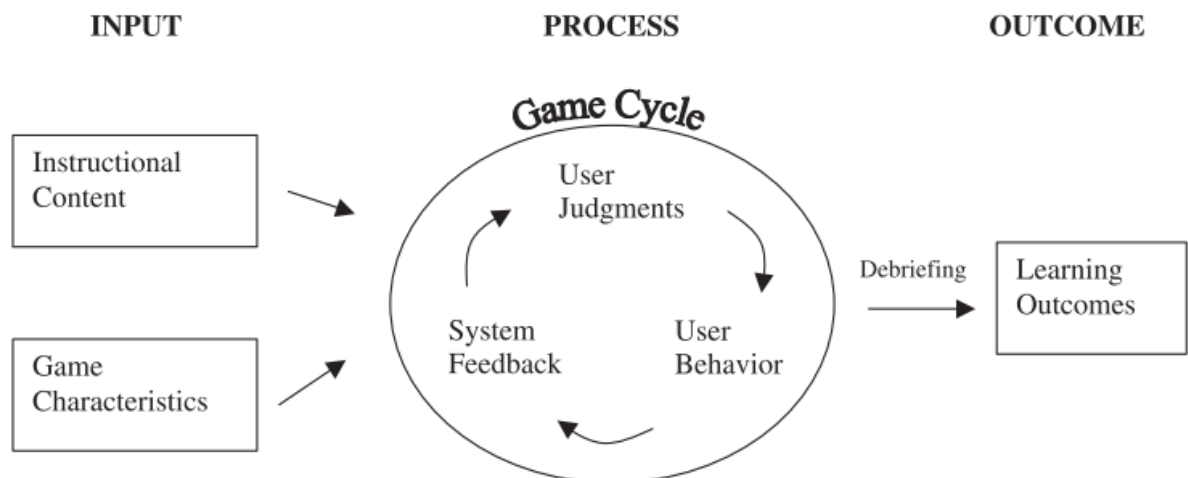 INPUT
PROCESS
OUTCOME
Game Cycle
Instructional
Content
Game
Characteristics
User
Judgments
System
Feedback
User
Behavior
Debriefing
Learning
Outcomes